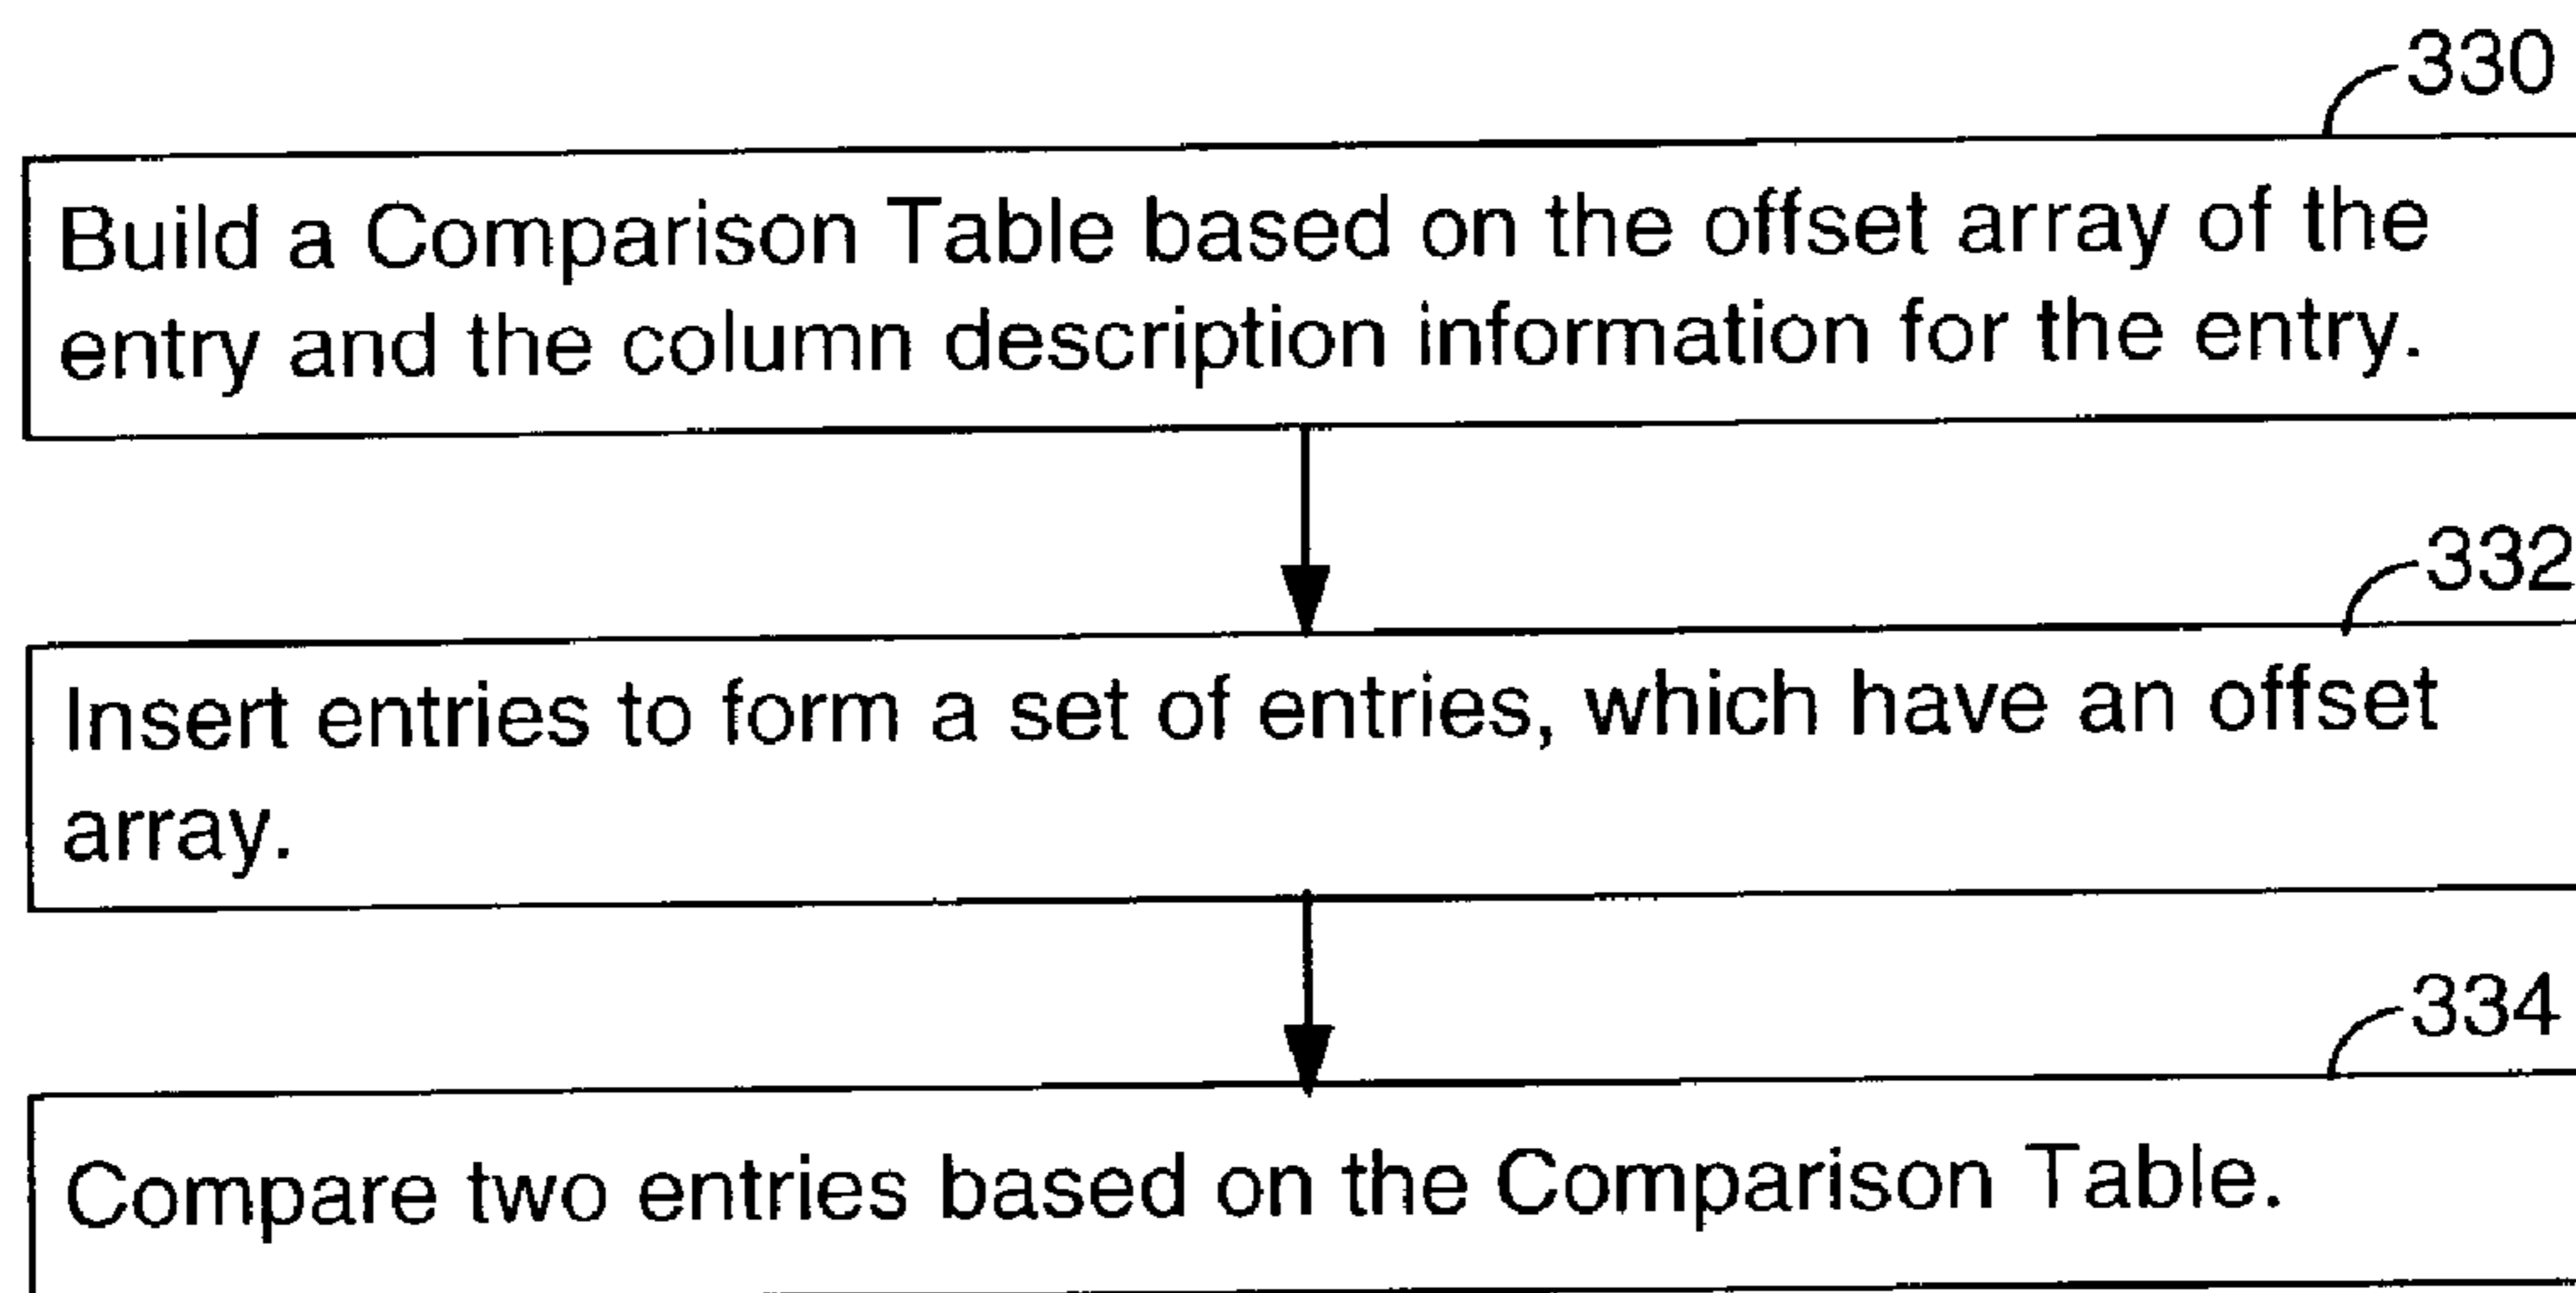 330
Build a Comparison Table based on the offset array of the
entry and the column description information for the entry.
332
Insert entries to form a set of entries, which have an offset
array.
334
Compare two entries based on the Comparison Table.